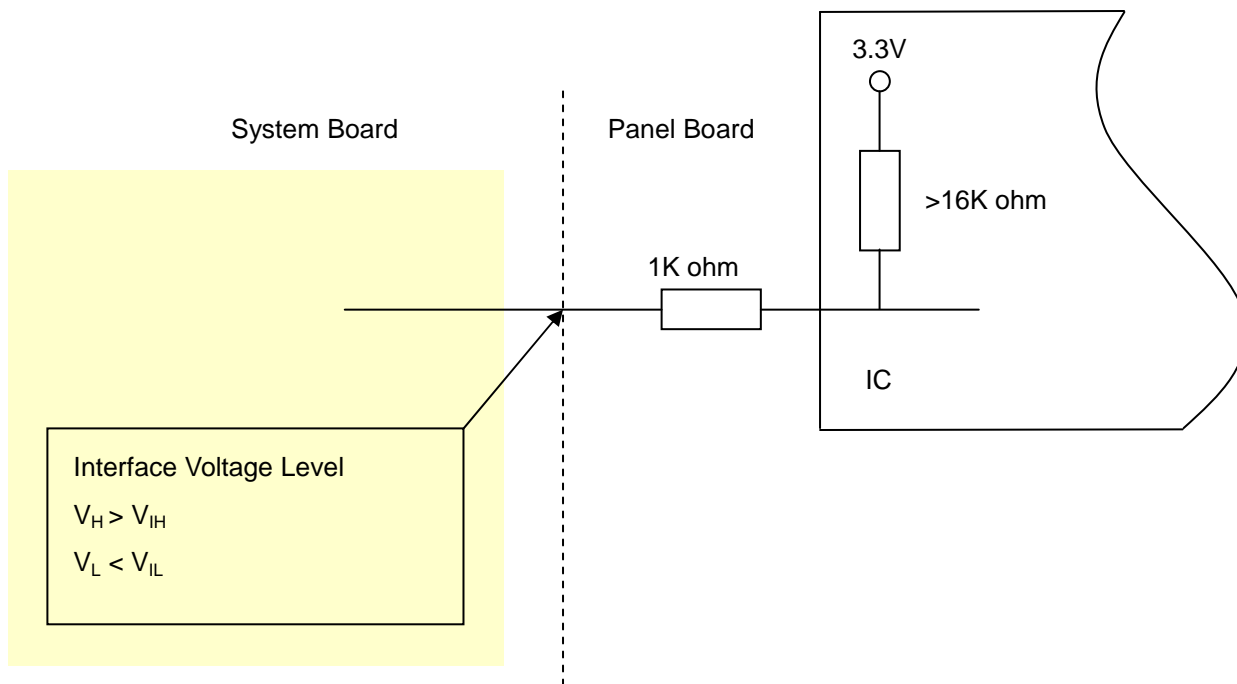 3.3V
System Board
Panel Board
>16K ohm
1K ohm
IC
Interface Voltage Level
V_H > V_IH
V_L < V_IL